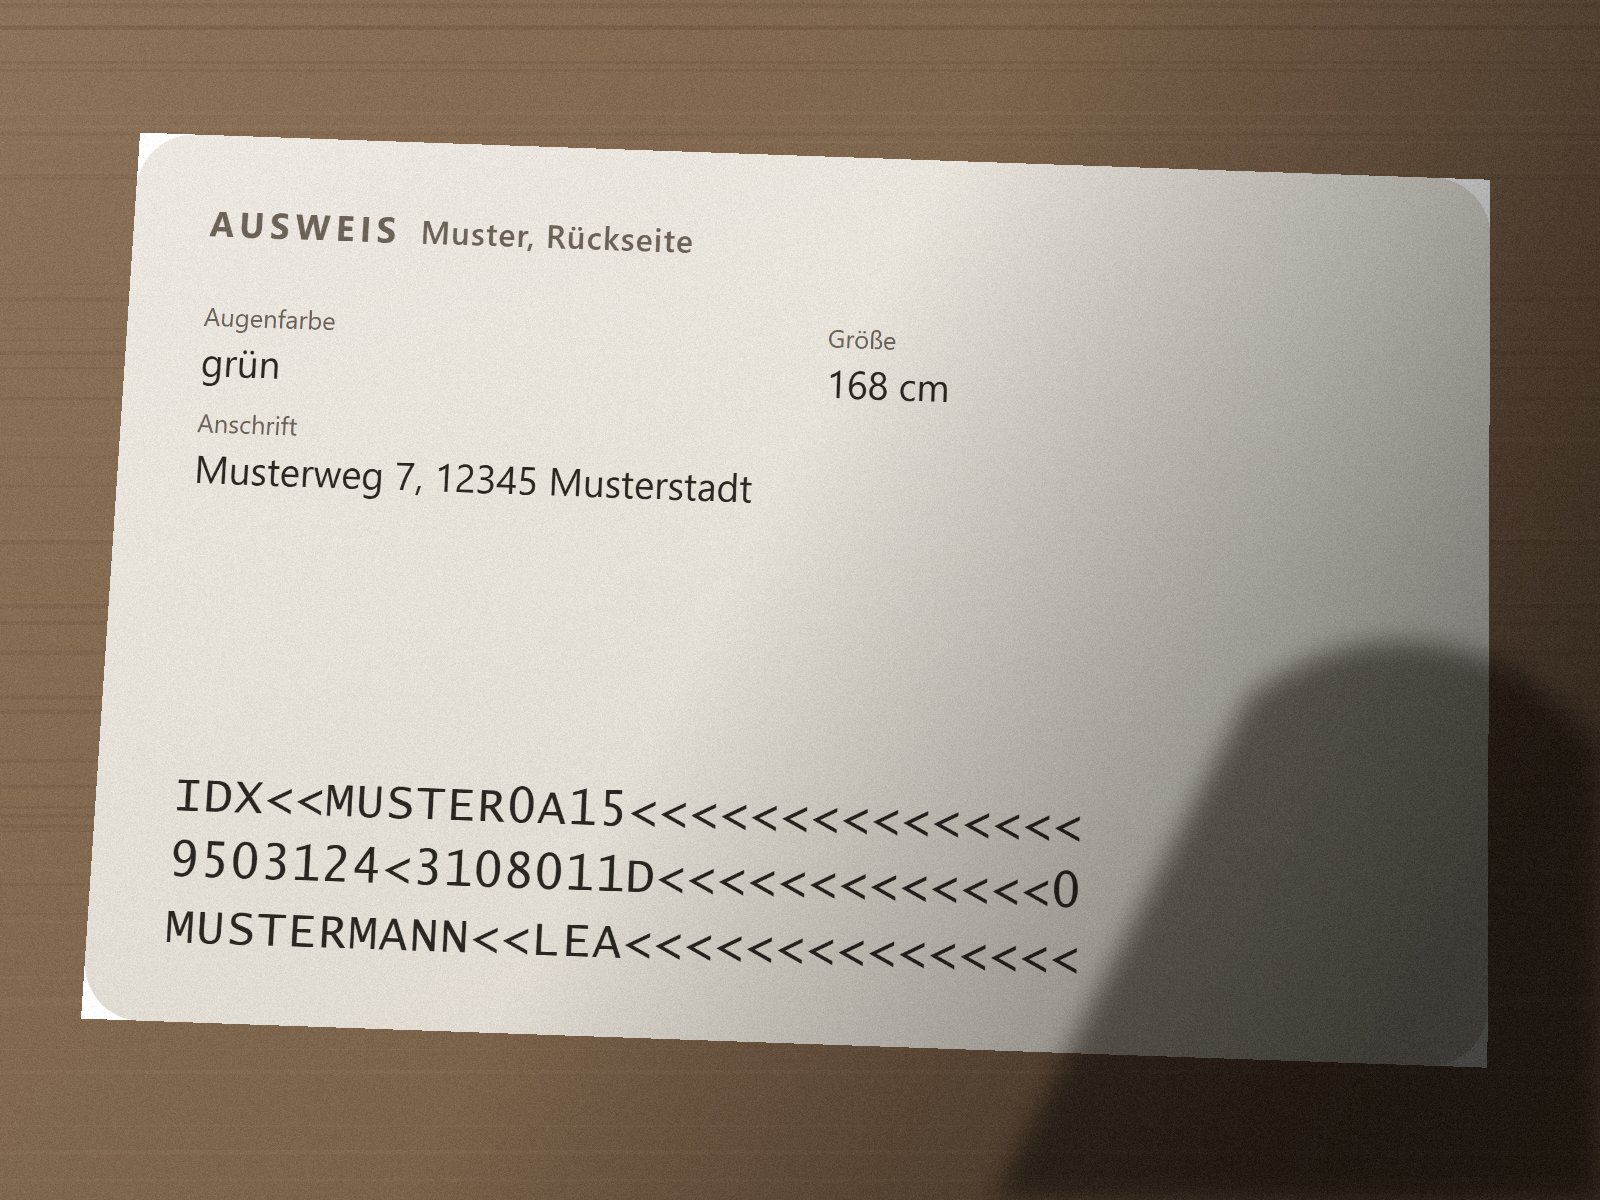 AUSWEIS Muster, Rückseite
Augenfarbe
grün
Größe
168 cm
Anschrift
Musterweg 7, 12345 Musterstadt
IDX<<MUSTER0A15<<<<<<<<<<<<<<<
9503124<3108011D<<<<<<<<<<<<<0
MUSTERMANN<<LEA<<<<<<<<<<<<<<<